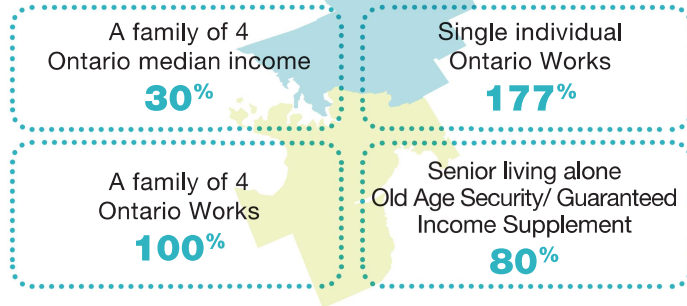 A family of 4
Ontario median income
30%
Single individual
Ontario Works
177%
A family of 4
Ontario Works
100%
Senior living alone
Old Age Security/ Guaranteed
Income Supplement
80%